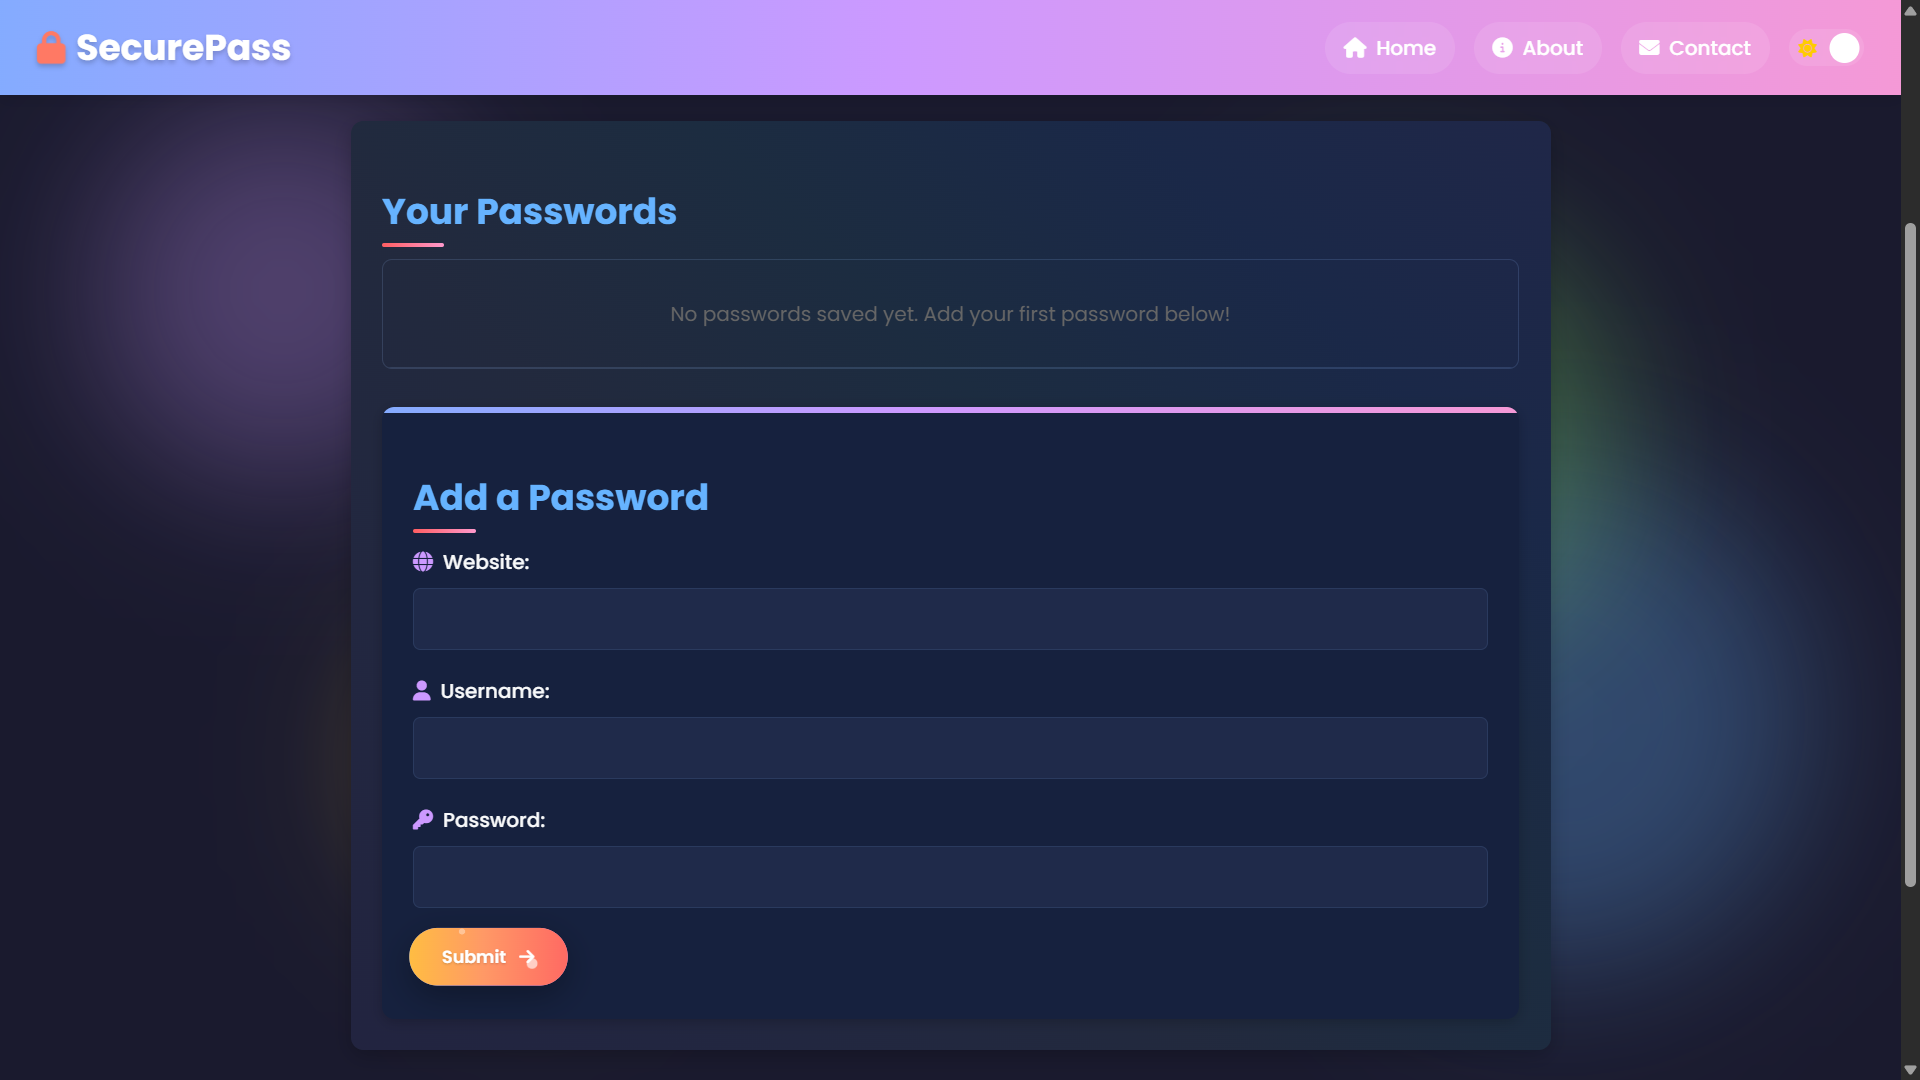 SecurePass
Home
About
Contact
Your Passwords
No passwords saved yet. Add your first password below!
Add a Password
Website:
Username:
Password:
Submit